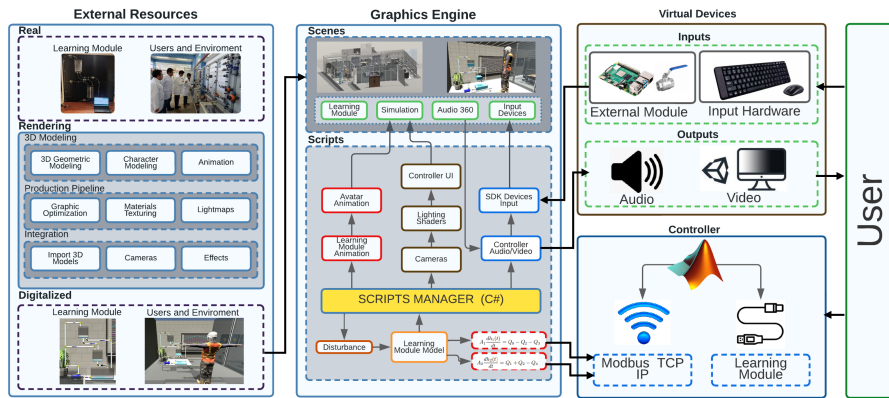 External Resources
Real
Learning Module
Users and Enviroment
Rendering
3D Modeling
3D Geometric
Modeling
Character
Modeling
Animation
Production Pipeline
Graphic
Optimization
Materials
Texturing
Lightmaps
Integration
Import 3D
Models
Cameras
Effects
Digitalized
Learning Module
Users and Enviroment
Graphics Engine
Scenes
Learning
Module
Simulation
Audio 360
Input
Devices
Scripts
Avatar
Animation
Controller UI
SDK Devices
Input
Lighting
Shaders
Learning
Module
Animation
Cameras
Controller
Audio/Video
SCRIPTS MANAGER (C#)
Disturbance
Learning
Module Model
Virtual Devices
Inputs
External Module
Input Hardware
Outputs
Audio
Video
Controller
Modbus TCP
IP
Learning
Module
User